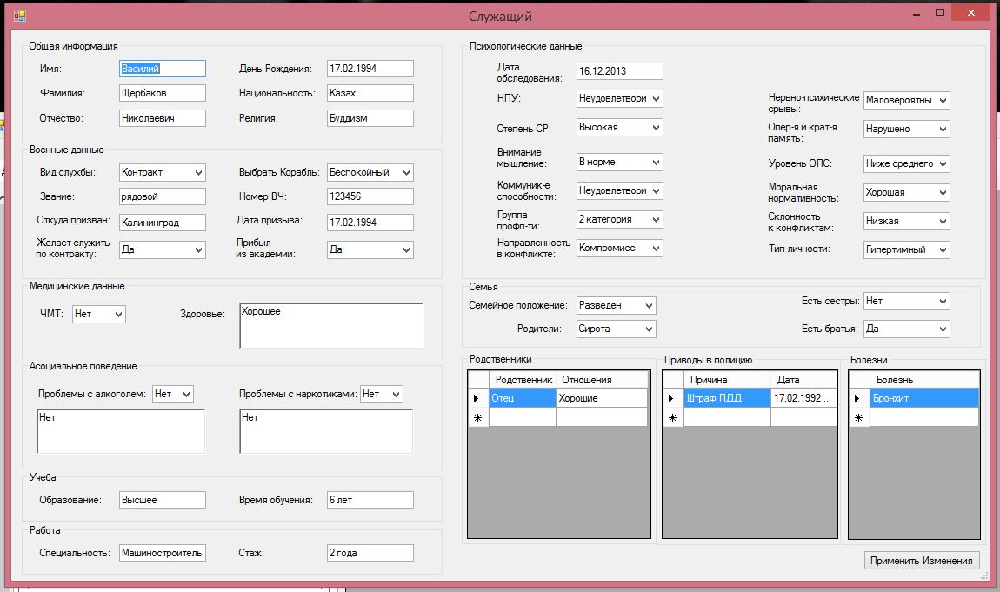 Служащий
Общая информация
Имя: Василий День Рождения: 17.02.1994
Фамилия: Щербаков Национальность: Казах
Отчество: Николаевич Религия: Буддизм
Военные данные
Вид службы: Контракт Выбрать Корабль: Беспокойный
Звание: рядовой Номер ВЧ: 123456
Откуда призван: Калининград Дата призыва: 17.02.1994
Желает служить
по контракту: Да Прибыл
из академии: Да
Медицинские данные
ЧМТ: Нет Здоровье: Хорошее
Асоциальное поведение
Проблемы с алкоголем: Нет Проблемы с наркотиками: Нет
Нет Нет
Учеба
Образование: Высшее Время обучения: 6 лет
Работа
Специальность: Машиностроитель Стаж: 2 года
Психологические данные
Дата
обследования: 16.12.2013
НПУ: Неудовлетвори Нервно-психические
срывы: Маловероятны
Степень СР: Высокая Опер-я и крат-я
память: Нарушено
Внимание,
мышление: В норме Уровень ОПС: Ниже среднего
Коммуник-е
способности: Неудовлетвори Моральная
нормативность: Хорошая
Группа
профп-ти: 2 категория Склонность
к конфликтам: Низкая
Направленность
в конфликте: Компромисс Тип личности: Гипертимный
Семья
Семейное положение: Разведен Есть сестры: Нет
Родители: Сирота Есть братья: Да
Родственники
Родственник Отношения
Отец Хорошие
Приводы в полицию
Причина Дата
Штраф ПДД 17.02.1992 ...
Болезни
Болезнь
Бронхит
Применить Изменения